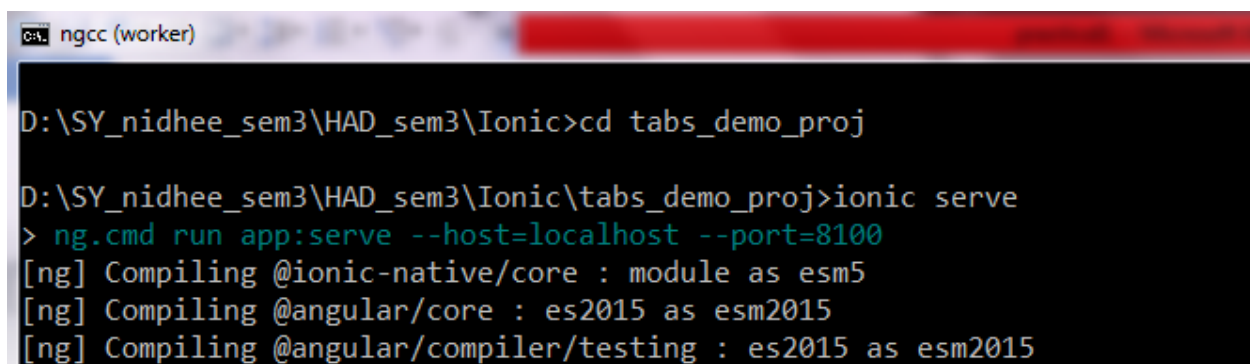 ngcc (worker)
D:\SY_nidhee_sem3\HAD_sem3\Ionic>cd tabs_demo_proj
D:\SY_nidhee_sem3\HAD_sem3\Ionic\tabs_demo_proj>ionic serve
> ng.cmd run app:serve --host=localhost --port=8100
[ng] Compiling @ionic-native/core : module as esm5
[ng] Compiling @angular/core : es2015 as esm2015
[ng] Compiling @angular/compiler/testing : es2015 as esm2015